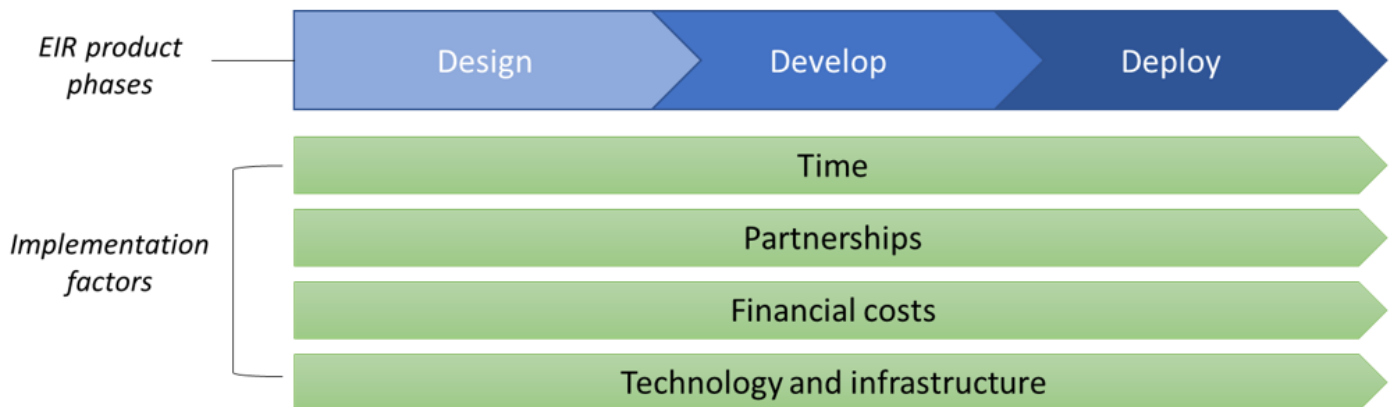 EIR product
phases
Design
Develop
Deploy
Implementation
factors
Time
Partnerships
Financial costs
Technology and infrastructure